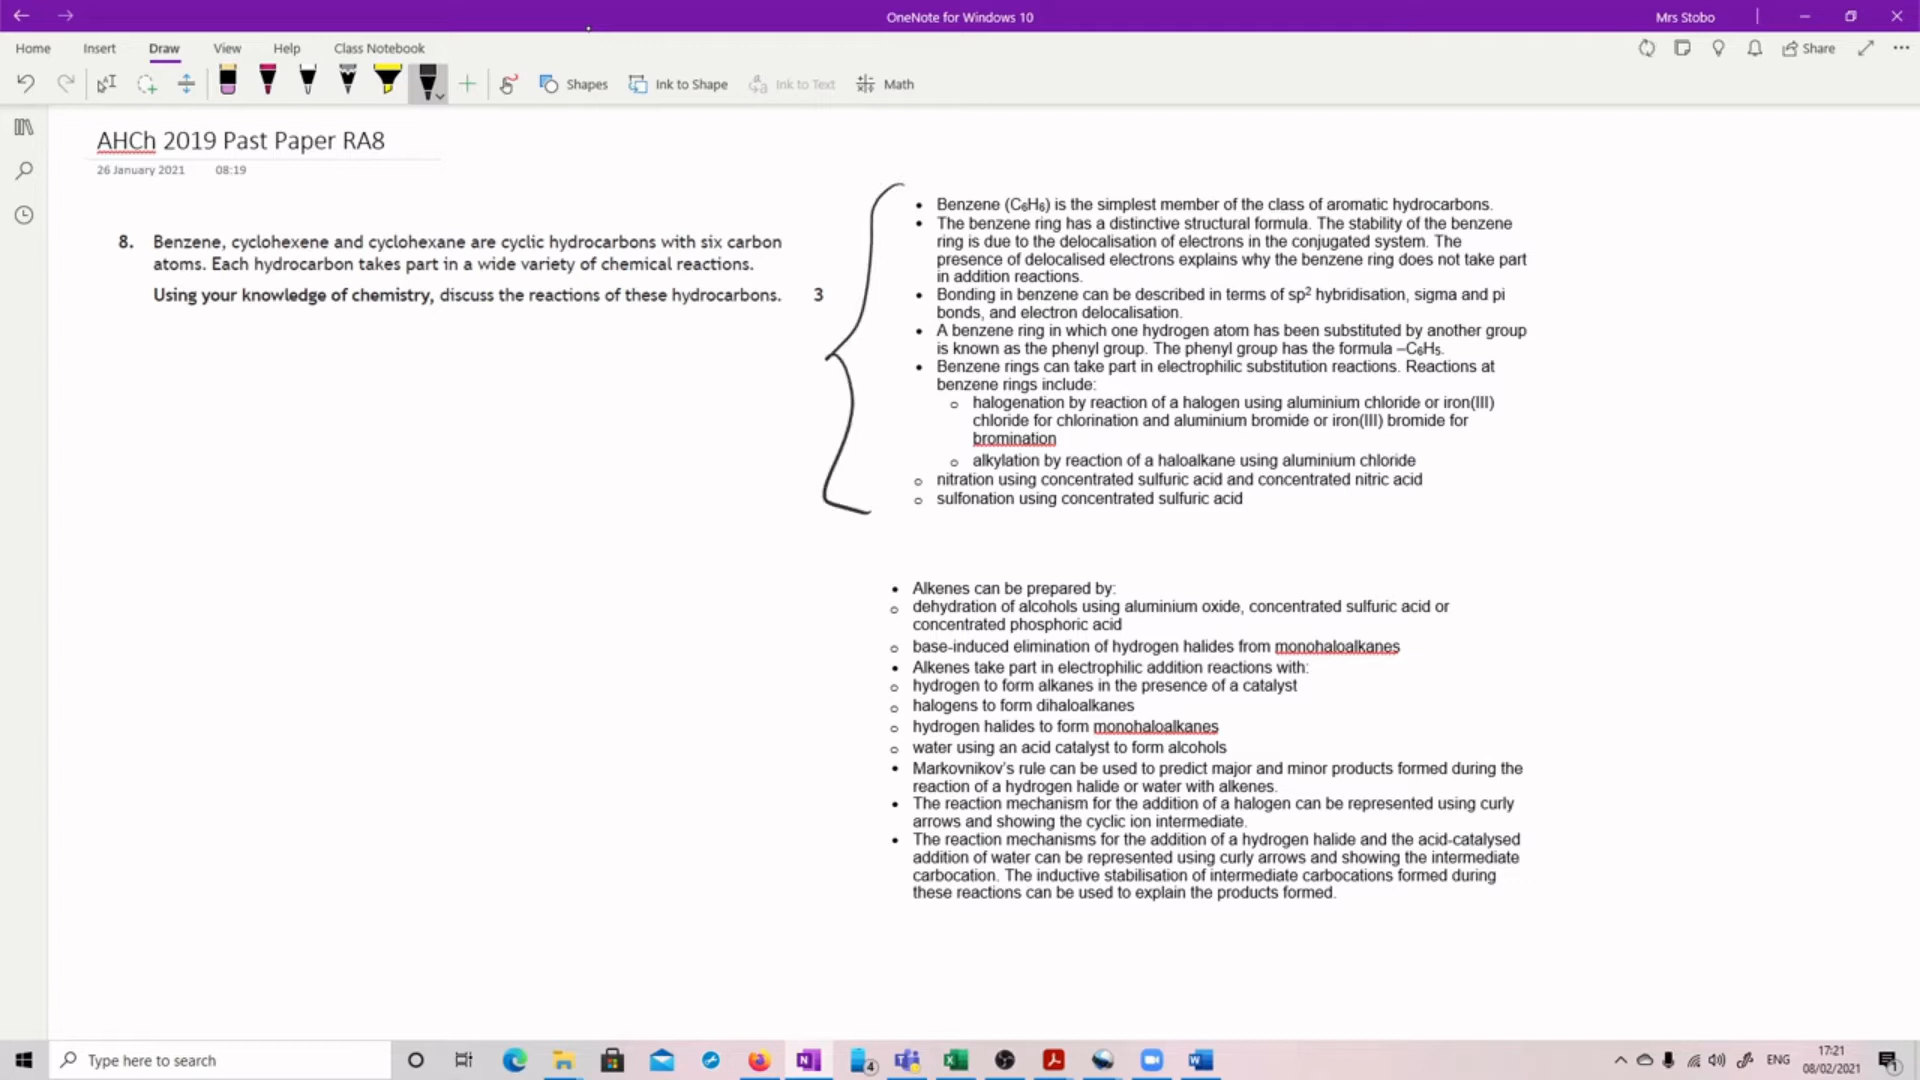 OneNote for Windows 10
Mrs Stobo
Home Insert Draw View Help Class Notebook
Share
Shapes Ink to Shape Ink to Text Math
AHCh 2019 Past Paper RA8
26 January 2021 08:19
8. Benzene, cyclohexene and cyclohexane are cyclic hydrocarbons with six carbon
atoms. Each hydrocarbon takes part in a wide variety of chemical reactions.
Using your knowledge of chemistry, discuss the reactions of these hydrocarbons. 3
• Benzene (C₆H₆) is the simplest member of the class of aromatic hydrocarbons.
• The benzene ring has a distinctive structural formula. The stability of the benzene
ring is due to the delocalisation of electrons in the conjugated system. The
presence of delocalised electrons explains why the benzene ring does not take part
in addition reactions.
• Bonding in benzene can be described in terms of sp² hybridisation, sigma and pi
bonds, and electron delocalisation.
• A benzene ring in which one hydrogen atom has been substituted by another group
is known as the phenyl group. The phenyl group has the formula –C₆H₅.
• Benzene rings can take part in electrophilic substitution reactions. Reactions at
benzene rings include:
o halogenation by reaction of a halogen using aluminium chloride or iron(III)
chloride for chlorination and aluminium bromide or iron(III) bromide for
bromination
o alkylation by reaction of a haloalkane using aluminium chloride
o nitration using concentrated sulfuric acid and concentrated nitric acid
o sulfonation using concentrated sulfuric acid
• Alkenes can be prepared by:
o dehydration of alcohols using aluminium oxide, concentrated sulfuric acid or
concentrated phosphoric acid
o base-induced elimination of hydrogen halides from monohaloalkanes
• Alkenes take part in electrophilic addition reactions with:
o hydrogen to form alkanes in the presence of a catalyst
o halogens to form dihaloalkanes
o hydrogen halides to form monohaloalkanes
o water using an acid catalyst to form alcohols
• Markovnikov's rule can be used to predict major and minor products formed during the
reaction of a hydrogen halide or water with alkenes.
• The reaction mechanism for the addition of a halogen can be represented using curly
arrows and showing the cyclic ion intermediate.
• The reaction mechanisms for the addition of a hydrogen halide and the acid-catalysed
addition of water can be represented using curly arrows and showing the intermediate
carbocation. The inductive stabilisation of intermediate carbocations formed during
these reactions can be used to explain the products formed.
Type here to search
4
ENG
17:21
08/02/2021
1